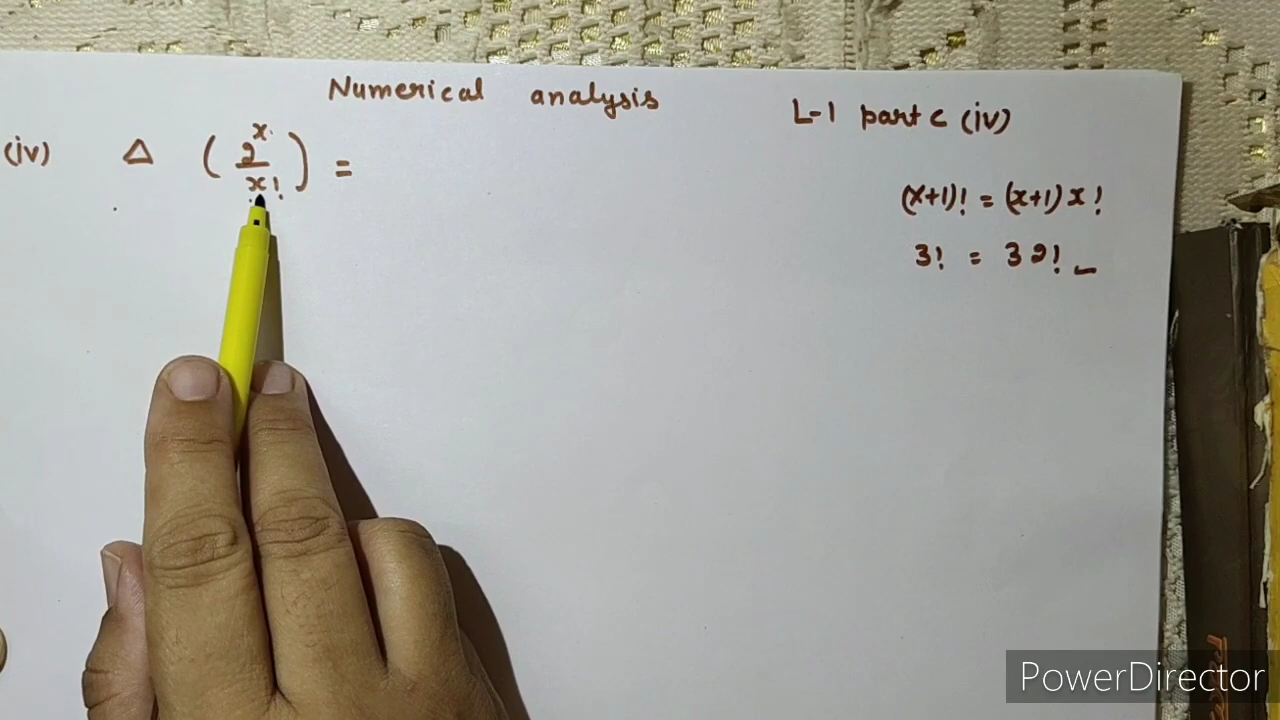 Numerical analysis
L-1 part c (iv)
(iv) Δ (2^x / x!) =
(x+1)! = (x+1) x!
3! = 3 2!
PowerDirector